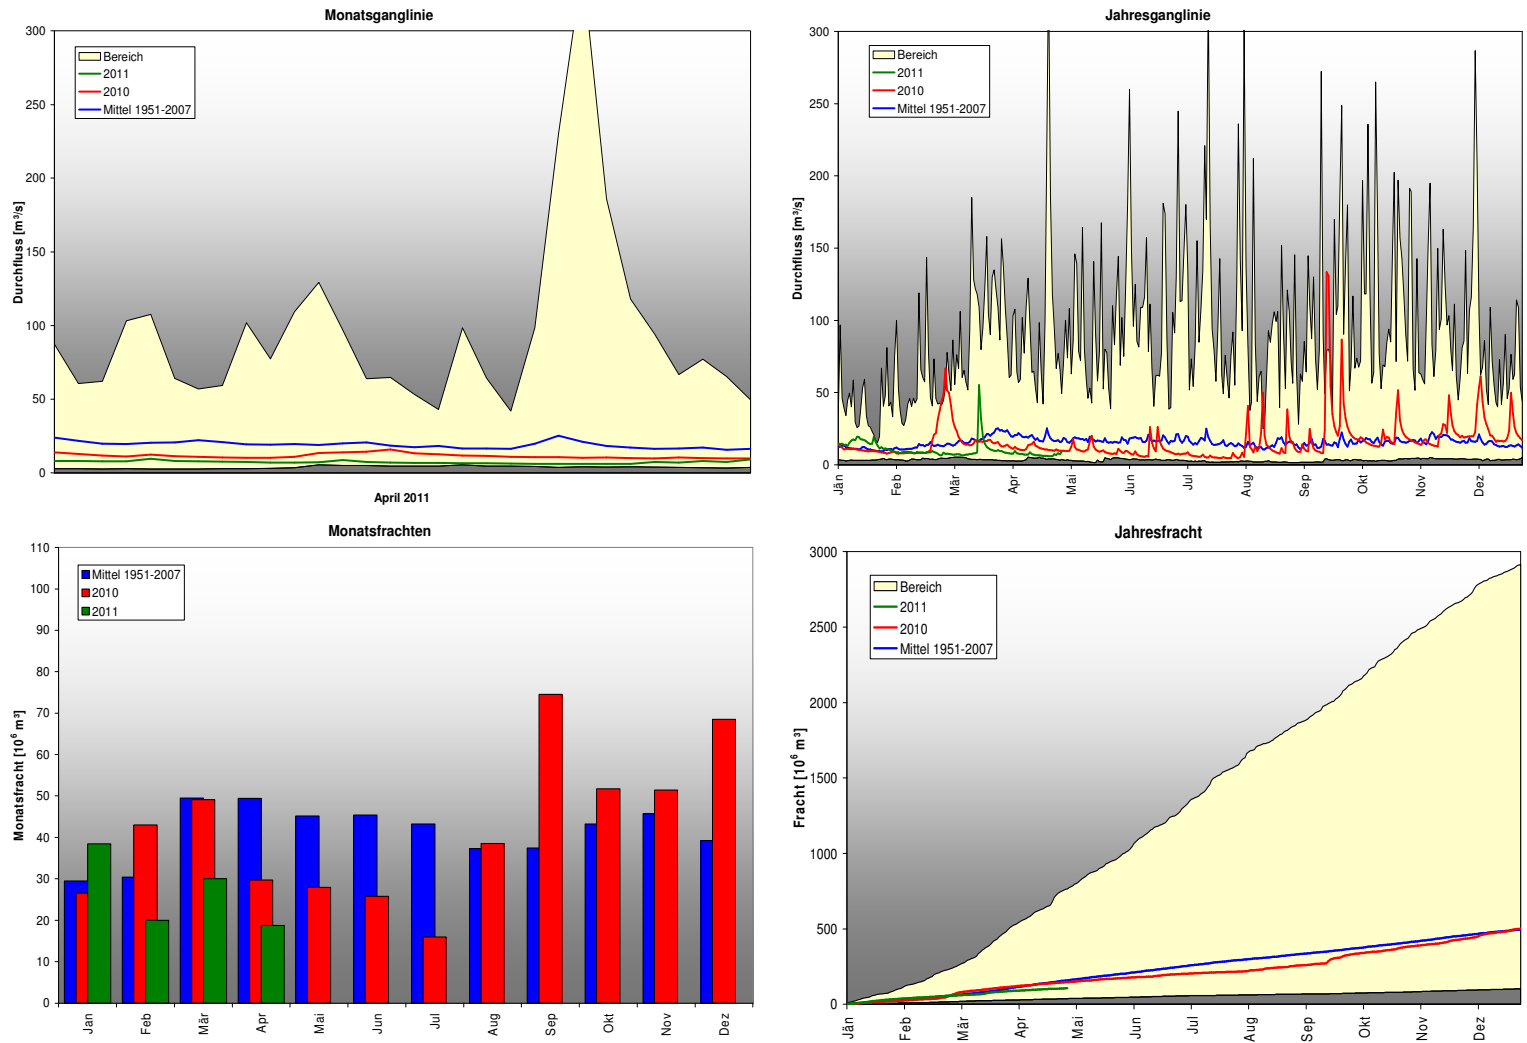 Monatsganglinie
300
250
200
150
100
50
0
Durchfluss [m³/s]
Bereich
2011
2010
Mittel 1951-2007
April 2011
Jahresganglinie
300
250
200
150
100
50
0
Durchfluss [m³/s]
Bereich
2011
2010
Mittel 1951-2007
Jän
Feb
Mär
Apr
Mai
Jun
Jul
Aug
Sep
Okt
Nov
Dez
Monatsfrachten
110
100
90
80
70
60
50
40
30
20
10
0
Monatsfracht [10⁶ m³]
Mittel 1951-2007
2010
2011
Jan
Feb
Mär
Apr
Mai
Jun
Jul
Aug
Sep
Okt
Nov
Dez
Jahresfracht
3000
2500
2000
1500
1000
500
0
Fracht [10⁶ m³]
Bereich
2011
2010
Mittel 1951-2007
Jän
Feb
Mär
Apr
Mai
Jun
Jul
Aug
Sep
Okt
Nov
Dez